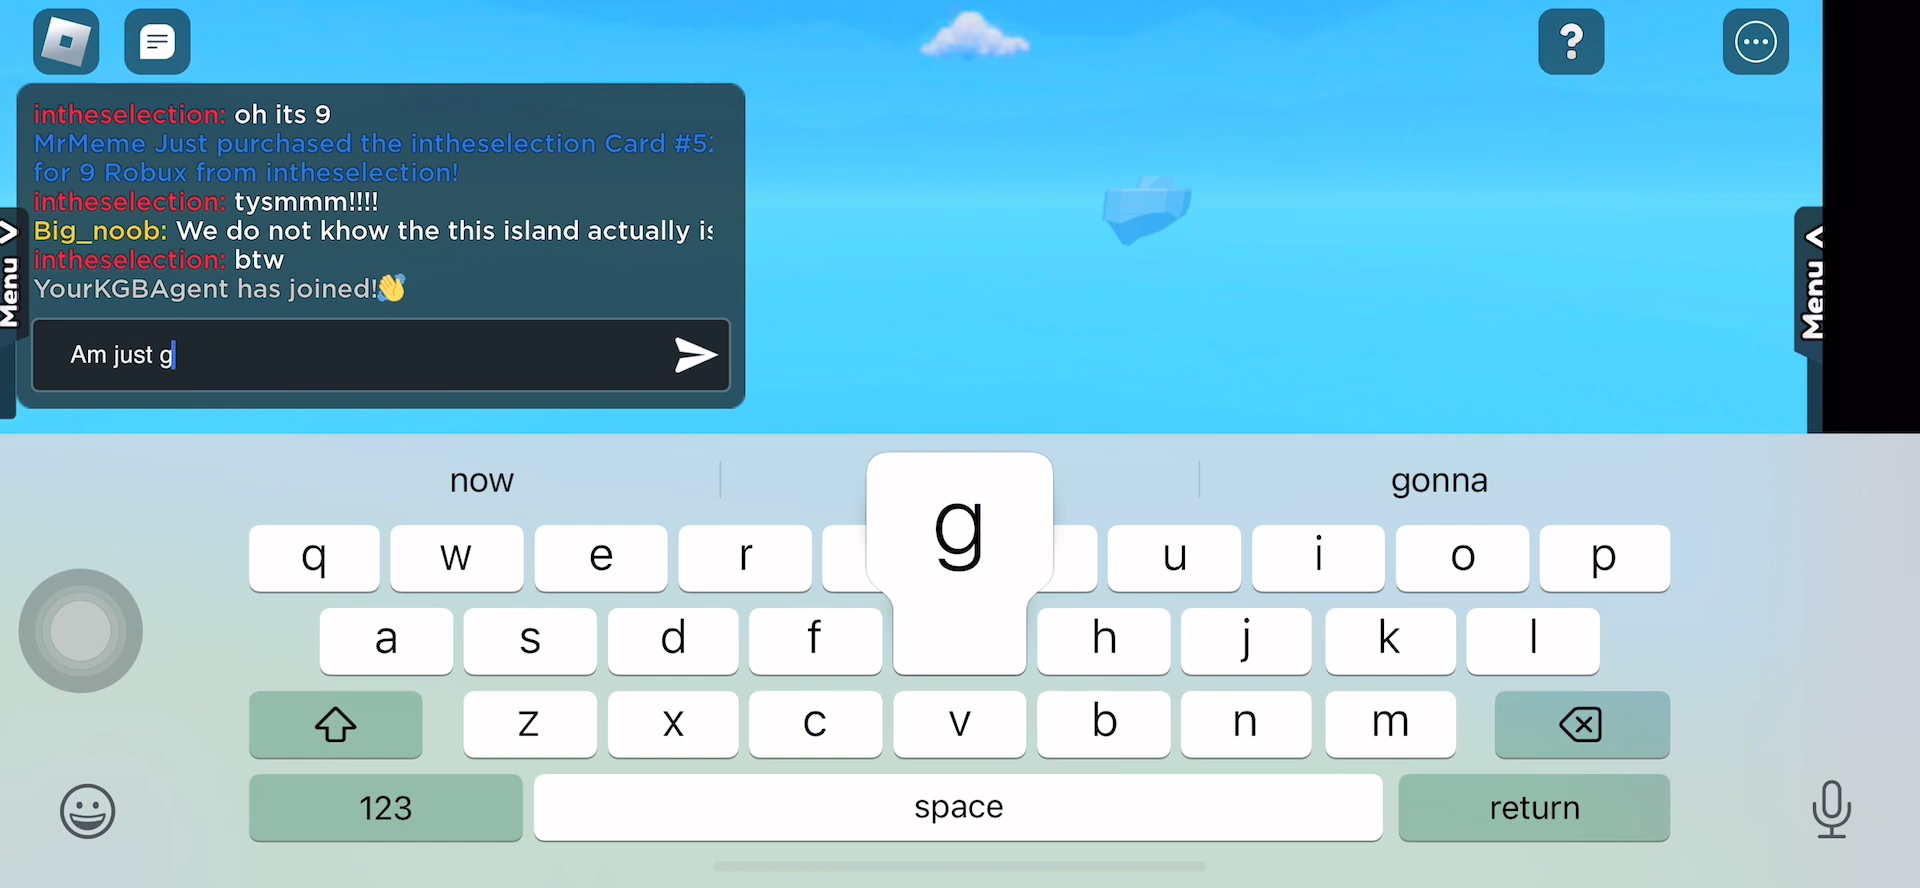 intheselection: oh its 9
MrMeme Just purchased the intheselection Card #5
for 9 Robux from intheselection!
intheselection: tysmmm!!!!
Big_noob: We do not khow the this island actually is
intheselection: btw
YourKGBAgent has joined!👋
Menu
Menu
Am just g
now
gonna
g
q w e r u i o p
a s d f h j k l
z x c v b n m
123 space return